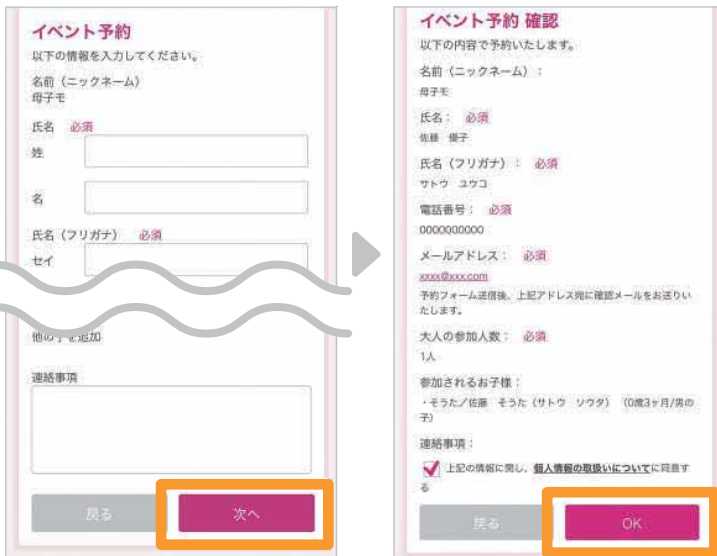 イベント予約
以下の情報を入力してください。
名前（ニックネーム）
母子モ
氏名 必須
姓
名
氏名（フリガナ） 必須
セイ
他の子を追加
連絡事項
戻る
次へ
イベント予約 確認
以下の内容で予約いたします。
名前（ニックネーム）：
母子モ
氏名： 必須
佐藤 優子
氏名（フリガナ）： 必須
サトウ ユウコ
電話番号： 必須
0000000000
メールアドレス： 必須
xxxx@xxx.com
予約フォーム送信後、上記アドレス宛に確認メールをお送りい
たします。
大人の参加人数： 必須
1人
参加されるお子様：
・そうた／佐藤 そうた（サトウ ソウタ）（0歳3ヶ月/男の
子）
連絡事項：
上記の情報に関し、個人情報の取扱いについてに同意す
る
戻る
OK